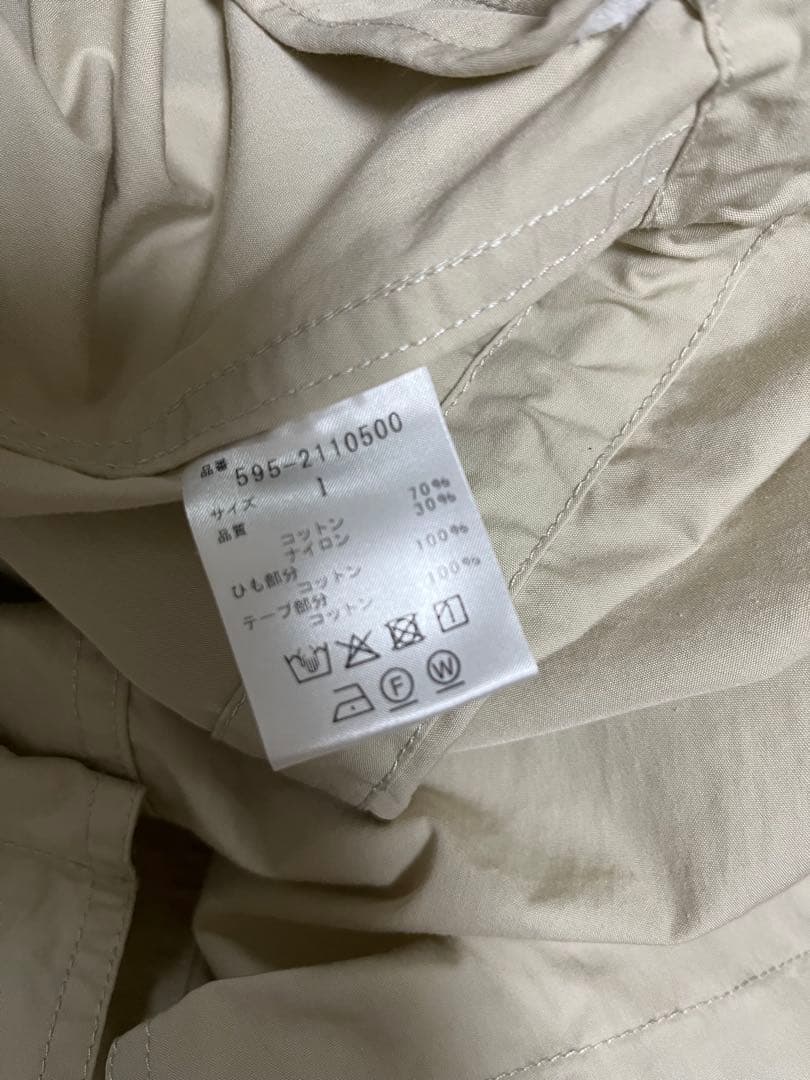 品番 595-2110500
サイズ 1
品質 コットン 70%
ナイロン 30%
ひも部分
コットン 100%
テープ部分
コットン 100%
1
F W